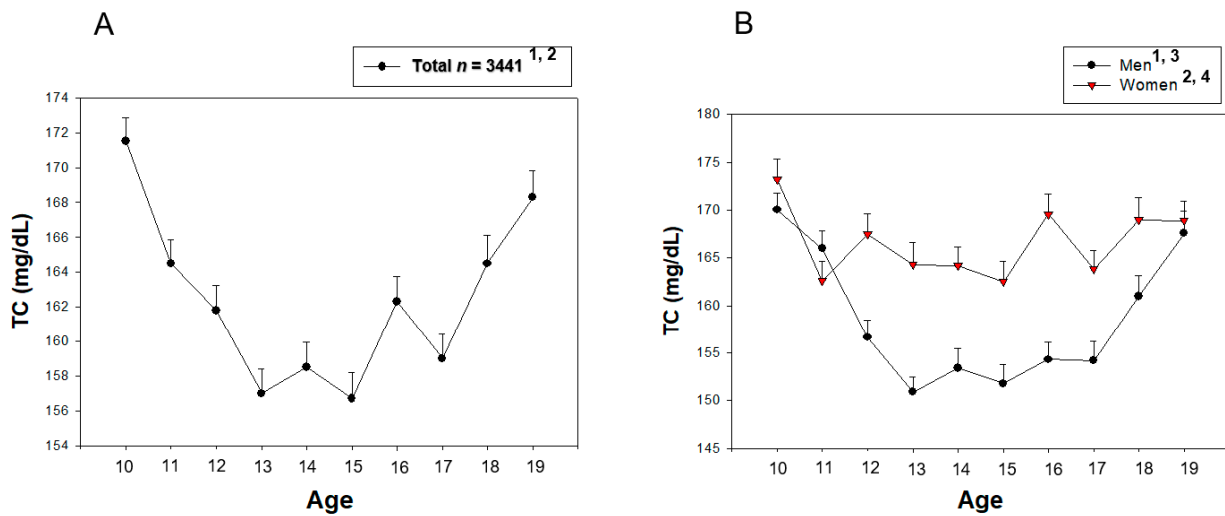 A
Total n = 3441 1, 2
174
172
170
168
166
164
162
160
158
156
154
TC (mg/dL)
10 11 12 13 14 15 16 17 18 19
Age
B
Men1, 3
Women 2, 4
180
175
170
165
160
155
150
145
TC (mg/dL)
10 11 12 13 14 15 16 17 18 19
Age